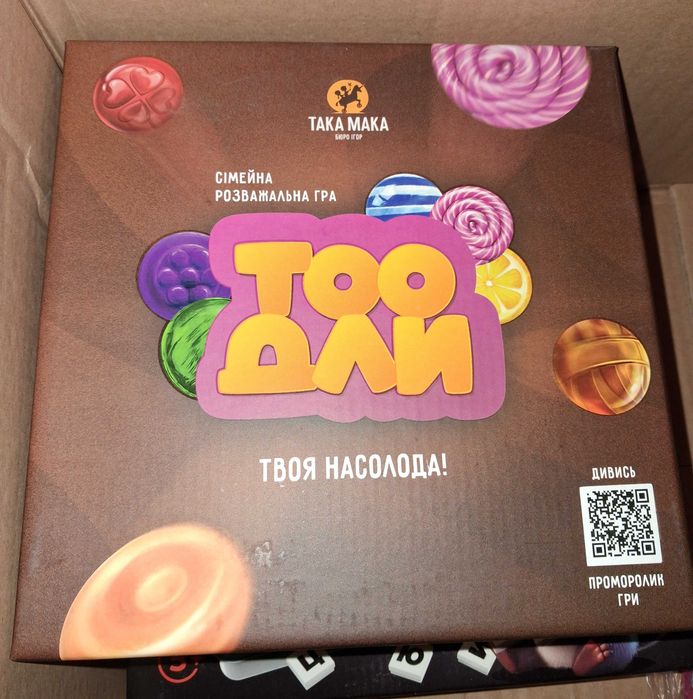 ТАКА МАКА
БЮРО ІГОР
СІМЕЙНА
РОЗВАЖАЛЬНА ГРА
ТОО
ДЛИ
ТВОЯ НАСОЛОДА!
ДИВИСЬ
ПРОМОРОЛИК
ГРИ
Ц
Ю
И